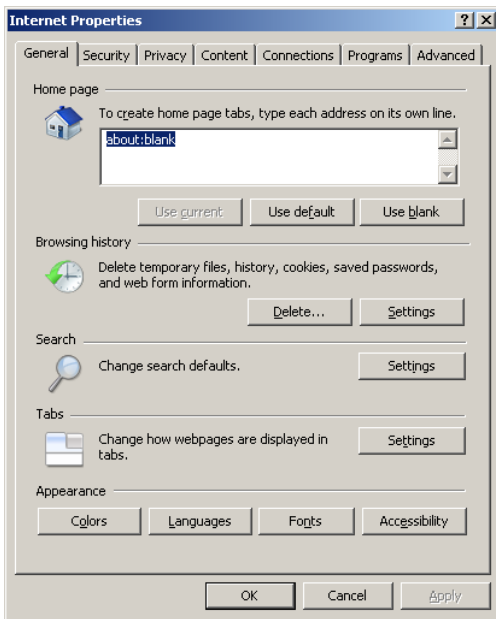 Internet Properties
General Security Privacy Content Connections Programs Advanced
Home page
To create home page tabs, type each address on its own line.
about:blank
Use current Use default Use blank
Browsing history
Delete temporary files, history, cookies, saved passwords,
and web form information.
Delete... Settings
Search
Change search defaults. Settings
Tabs
Change how webpages are displayed in
tabs.
Settings
Appearance
Colors Languages Fonts Accessibility
OK Cancel Apply